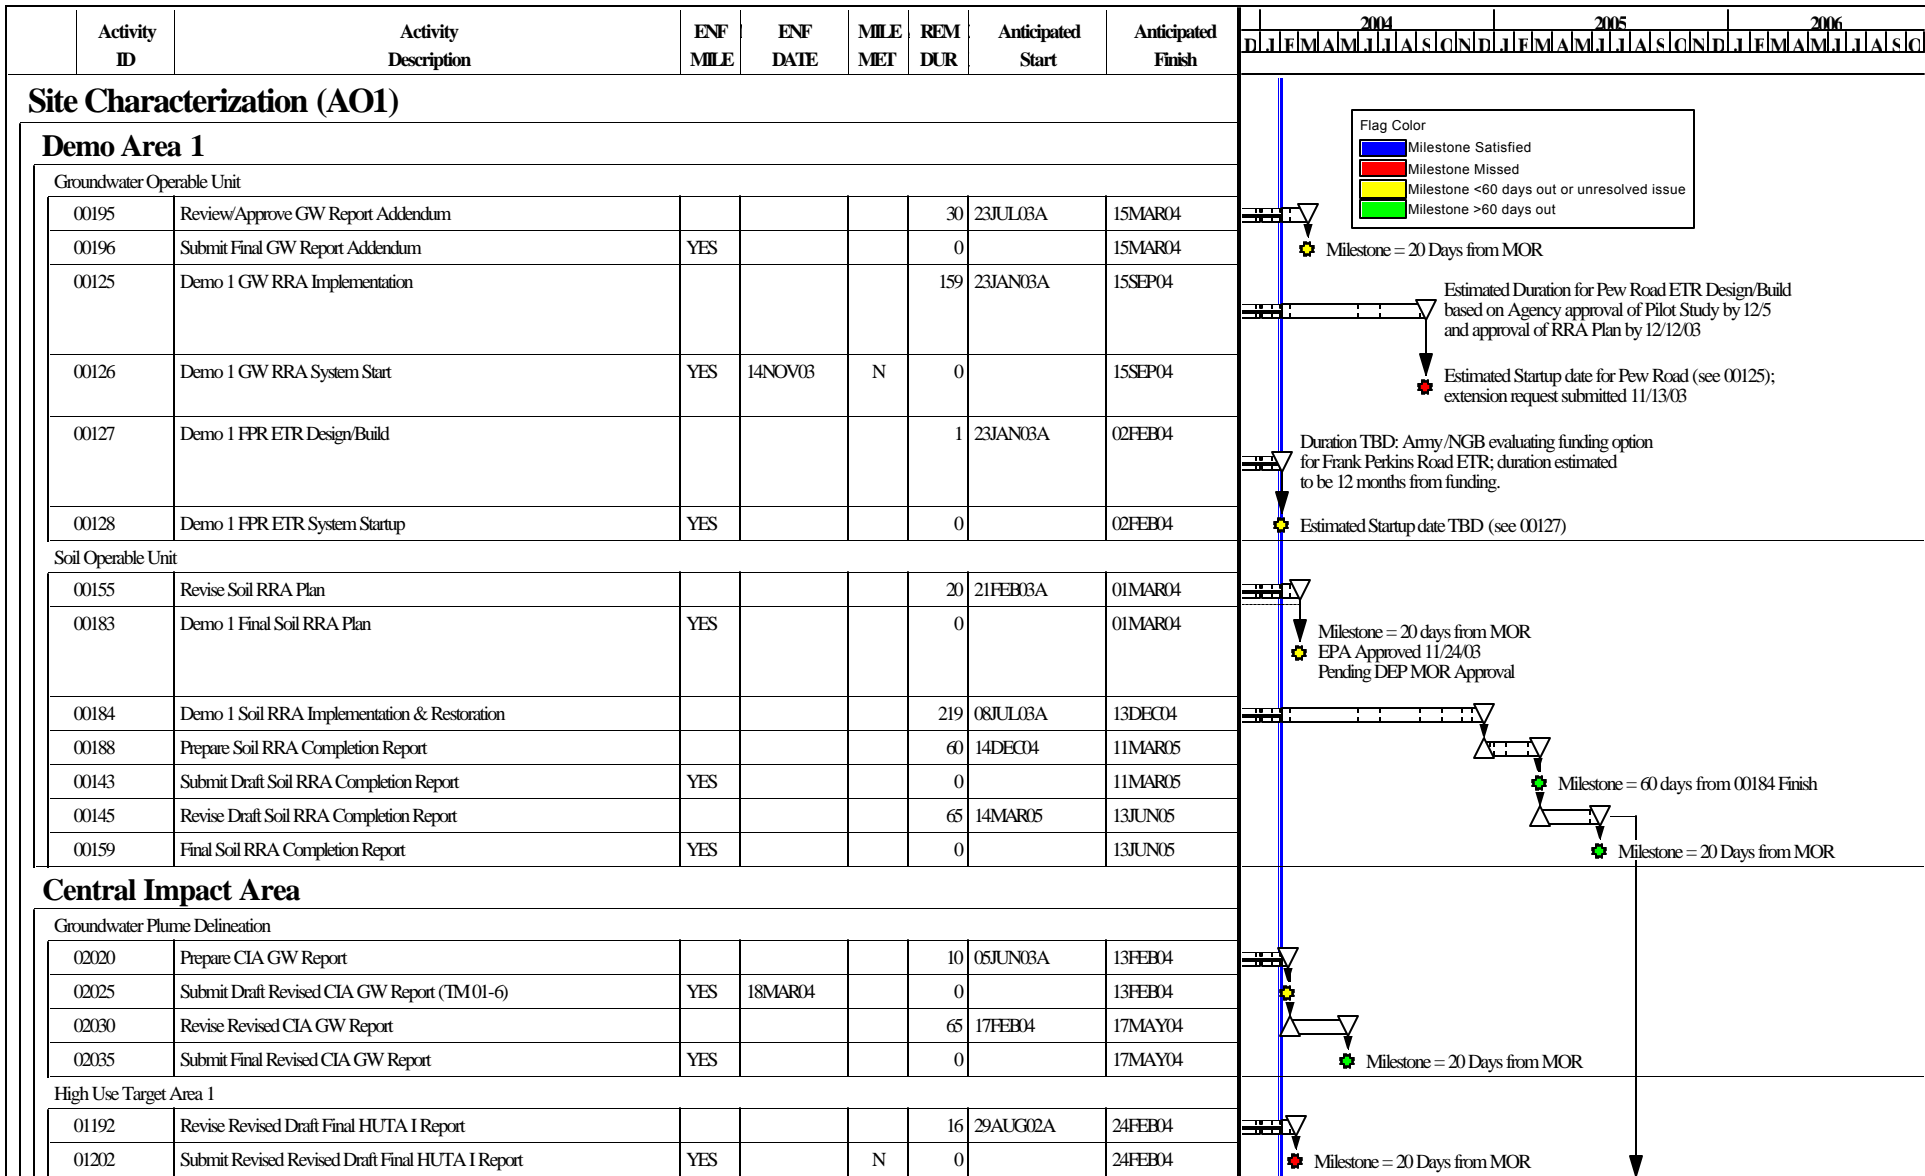 Activity ID Activity Description ENF MILE ENF DATE MILE MET REM DUR Anticipated Start Anticipated Finish
2004 2005 2006
D J F M A M J J A S O N D J F M A M J J A S O N D J F M A M J J A S O
Site Characterization (AO1)
Flag Color
Milestone Satisfied
Milestone Missed
Milestone <60 days out or unresolved issue
Milestone >60 days out
Demo Area 1
Groundwater Operable Unit
00195 Review/Approve GW Report Addendum 30 23JUL03A 15MAR04
00196 Submit Final GW Report Addendum YES 0 15MAR04 Milestone = 20 Days from MOR
00125 Demo 1 GW RRA Implementation 159 23JAN03A 15SEP04
Estimated Duration for Pew Road ETR Design/Build
based on Agency approval of Pilot Study by 12/5
and approval of RRA Plan by 12/12/03
00126 Demo 1 GW RRA System Start YES 14NOV03 N 0 15SEP04
Estimated Startup date for Pew Road (see 00125);
extension request submitted 11/13/03
00127 Demo 1 FPR ETR Design/Build 1 23JAN03A 02FEB04
Duration TBD: Army/NGB evaluating funding option
for Frank Perkins Road ETR; duration estimated
to be 12 months from funding.
00128 Demo 1 FPR ETR System Startup YES 0 02FEB04 Estimated Startup date TBD (see 00127)
Soil Operable Unit
00155 Revise Soil RRA Plan 20 21FEB03A 01MAR04
00183 Demo 1 Final Soil RRA Plan YES 0 01MAR04
Milestone = 20 days from MOR
EPA Approved 11/24/03
Pending DEP MOR Approval
00184 Demo 1 Soil RRA Implementation & Restoration 219 08JUL03A 13DEC04
00188 Prepare Soil RRA Completion Report 60 14DEC04 11MAR05
00143 Submit Draft Soil RRA Completion Report YES 0 11MAR05 Milestone = 60 days from 00184 Finish
00145 Revise Draft Soil RRA Completion Report 65 14MAR05 13JUN05
00159 Final Soil RRA Completion Report YES 0 13JUN05 Milestone = 20 Days from MOR
Central Impact Area
Groundwater Plume Delineation
02020 Prepare CIA GW Report 10 05JUN03A 13FEB04
02025 Submit Draft Revised CIA GW Report (TM 01-6) YES 18MAR04 0 13FEB04
02030 Revise Revised CIA GW Report 65 17FEB04 17MAY04
02035 Submit Final Revised CIA GW Report YES 0 17MAY04 Milestone = 20 Days from MOR
High Use Target Area 1
01192 Revise Revised Draft Final HUTA I Report 16 29AUG02A 24FEB04
01202 Submit Revised Revised Draft Final HUTA I Report YES N 0 24FEB04 Milestone = 20 Days from MOR